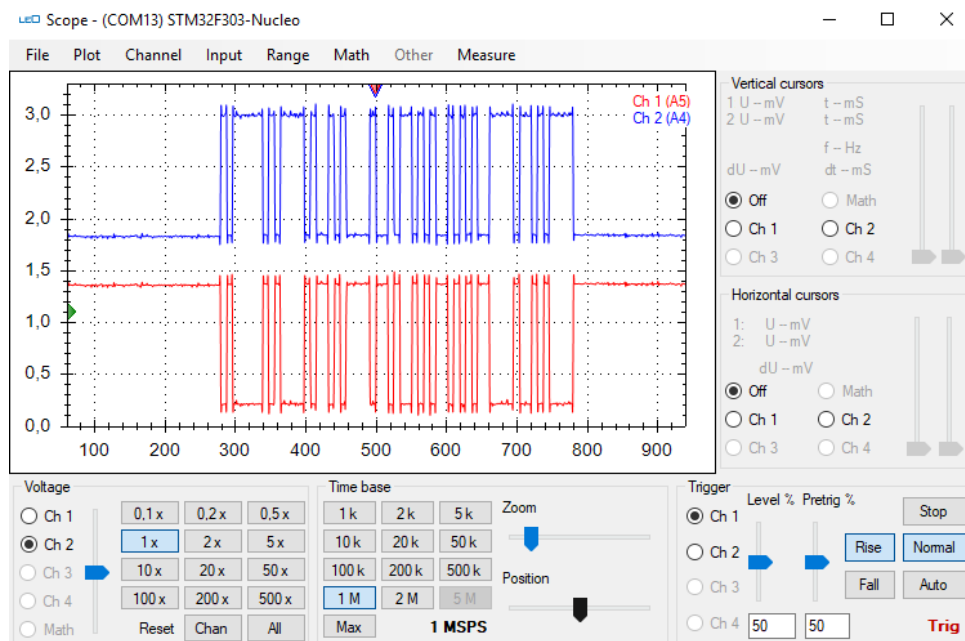 LEO Scope - (COM13) STM32F303-Nucleo
File Plot Channel Input Range Math Other Measure
Ch 1 (A5)
Ch 2 (A4)
3,0
2,5
2,0
1,5
1,0
0,5
0,0
100 200 300 400 500 600 700 800 900
Vertical cursors
1 U -- mV t -- mS
2 U -- mV t -- mS
f -- Hz
dU -- mV dt -- mS
Off Math
Ch 1 Ch 2
Ch 3 Ch 4
Horizontal cursors
1: U -- mV
2: U -- mV
dU -- mV
Off Math
Ch 1 Ch 2
Ch 3 Ch 4
Voltage
Ch 1 0,1 x 0,2 x 0,5 x
Ch 2 1 x 2 x 5 x
Ch 3 10 x 20 x 50 x
Ch 4 100 x 200 x 500 x
Math Reset Chan All
Time base
1 k 2 k 5 k
10 k 20 k 50 k
100 k 200 k 500 k
1 M 2 M 5 M
Max 1 MSPS
Zoom
Position
Trigger
Level % Pretrig %
Ch 1 Stop
Ch 2 Rise Normal
Ch 3 Fall Auto
Ch 4 50 50 Trig